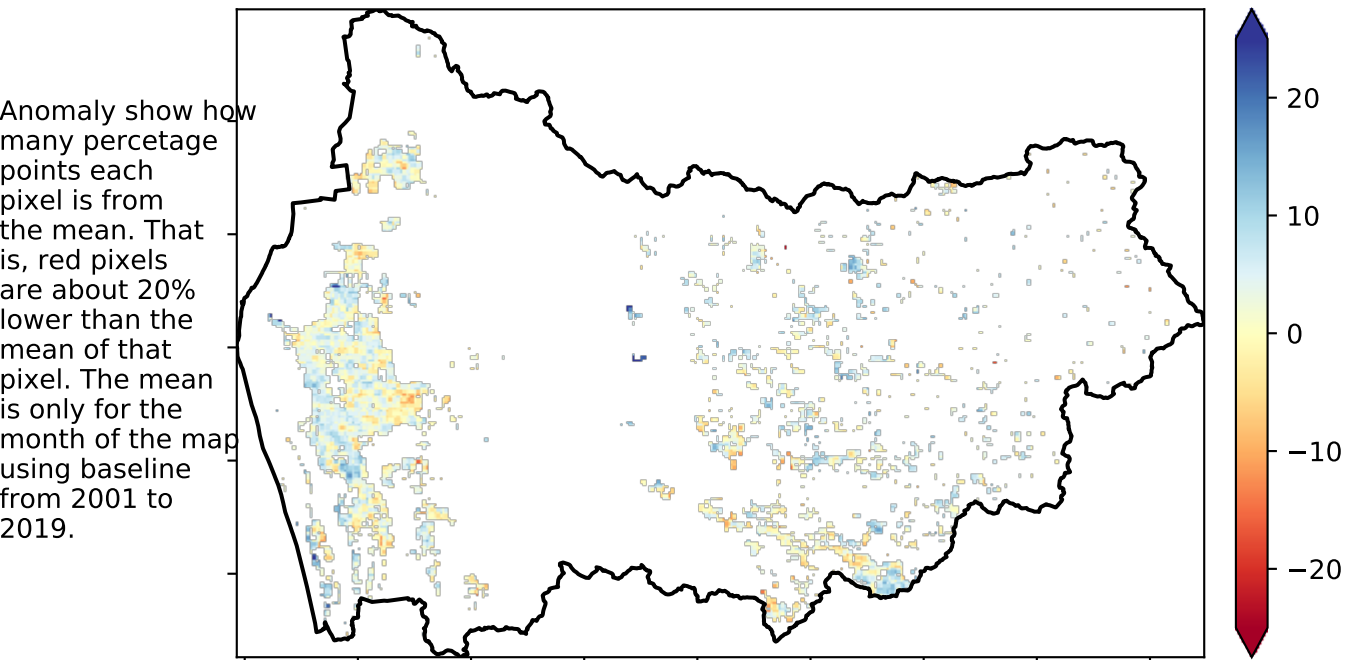 Anomaly show how
many percetage
points each
pixel is from
the mean. That
is, red pixels
are about 20%
lower than the
mean of that
pixel. The mean
is only for the
month of the map
using baseline
from 2001 to
2019.
20
10
0
−10
−20